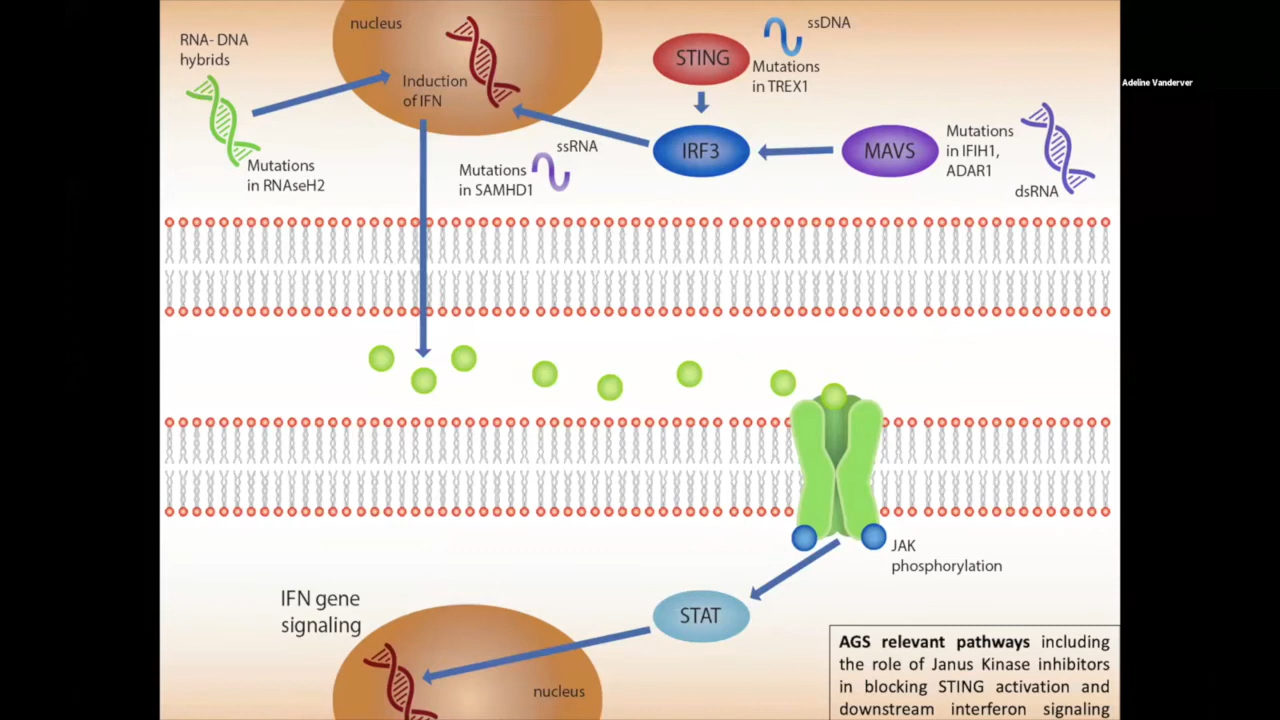 nucleus
RNA- DNA
hybrids
Induction
of IFN
Mutations
in RNAseH2
ssRNA
Mutations
in SAMHD1
STING
ssDNA
Mutations
in TREX1
IRF3
MAVS
Mutations
in IFIH1,
ADAR1
dsRNA
Adeline Vanderver
JAK
phosphorylation
STAT
IFN gene
signaling
nucleus
AGS relevant pathways including
the role of Janus Kinase inhibitors
in blocking STING activation and
downstream interferon signaling